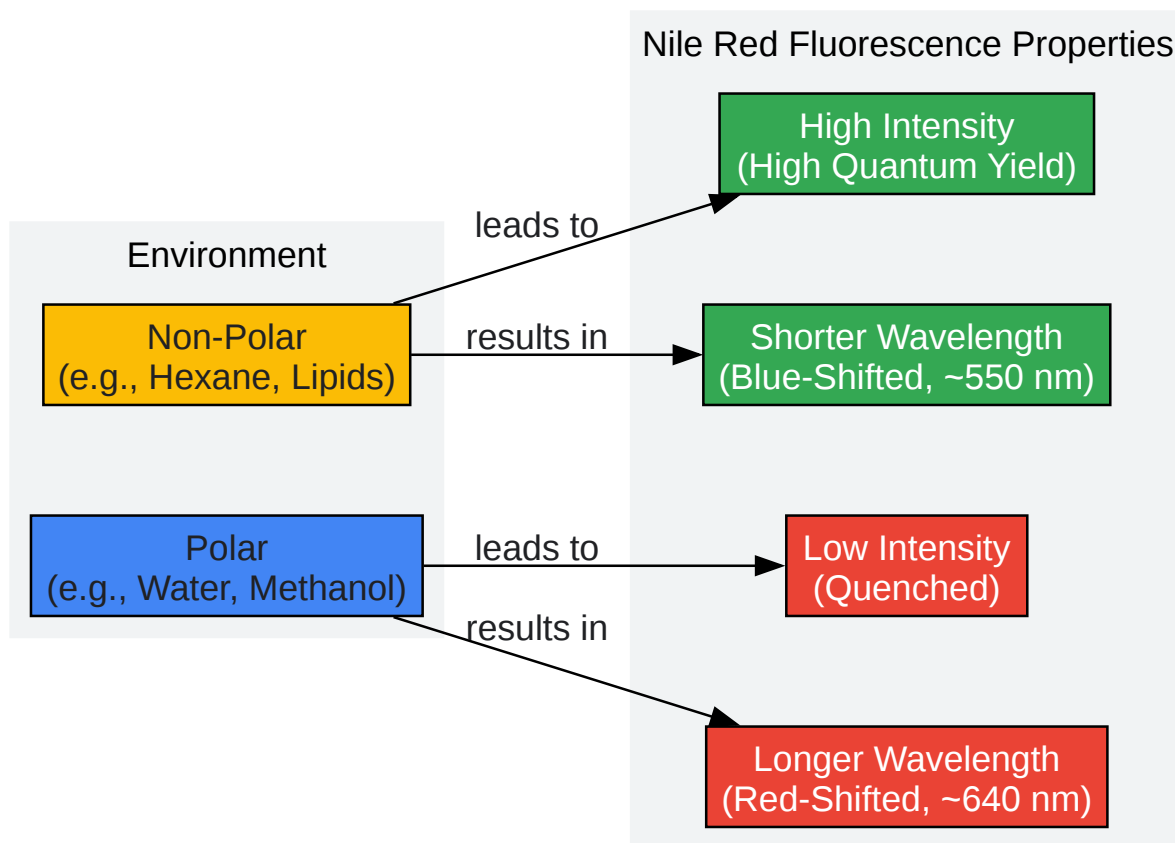 Nile Red Fluorescence Properties
High Intensity
(High Quantum Yield)
leads to
Environment
Non-Polar
(e.g., Hexane, Lipids)
results in
Shorter Wavelength
(Blue-Shifted, ~550 nm)
Polar
(e.g., Water, Methanol)
leads to
Low Intensity
(Quenched)
results in
Longer Wavelength
(Red-Shifted, ~640 nm)